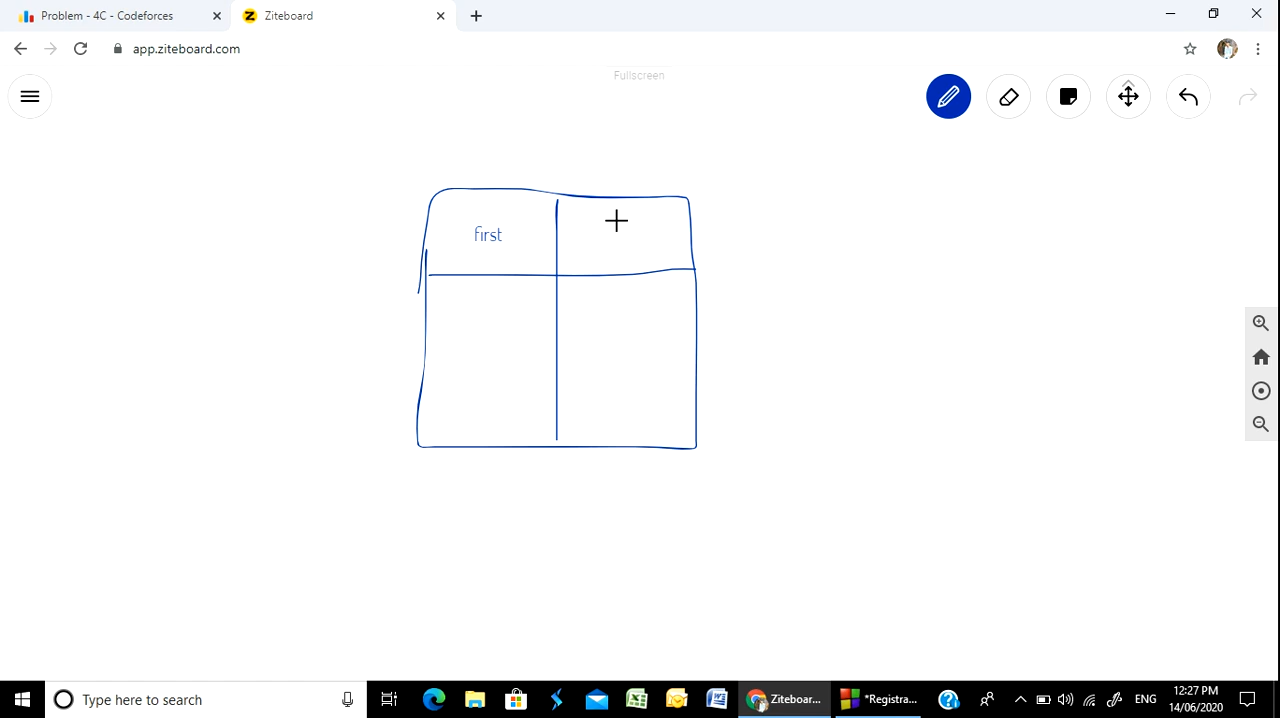 Problem - 4C - Codeforces
Ziteboard
app.ziteboard.com
Fullscreen
first
Type here to search
Ziteboar...
*Registra...
ENG
12:27 PM
14/06/2020